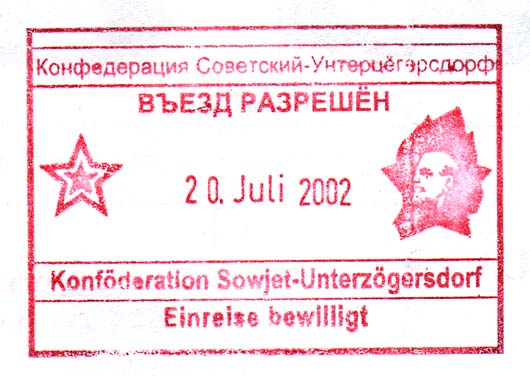 Конфедерация Советский-Унтерцёгерсдорф
ВЪЕЗД РАЗРЕШЁН
20. Juli 2002
Konföderation Sowjet-Unterzögersdorf
Einreise bewilligt